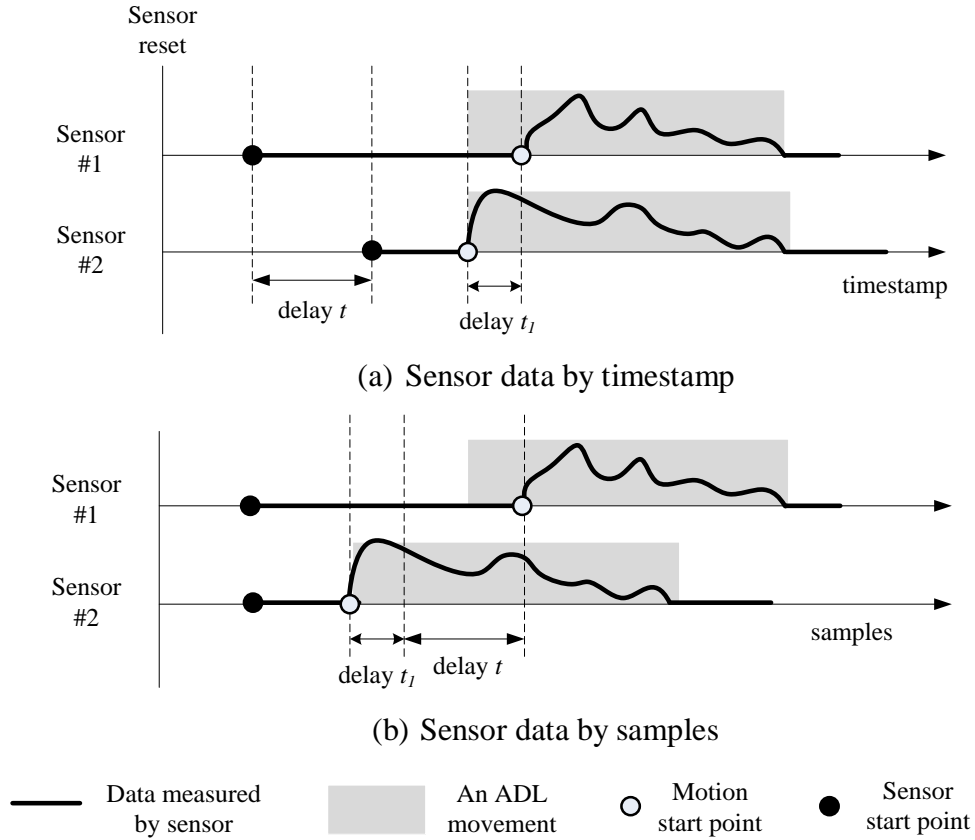 Sensor
reset
Sensor
#1
Sensor
#2
timestamp
delay t
delay t1
(a) Sensor data by timestamp
Sensor
#1
Sensor
#2
samples
delay t1
delay t
(b) Sensor data by samples
Data measured
by sensor
An ADL
movement
Motion
start point
Sensor
start point